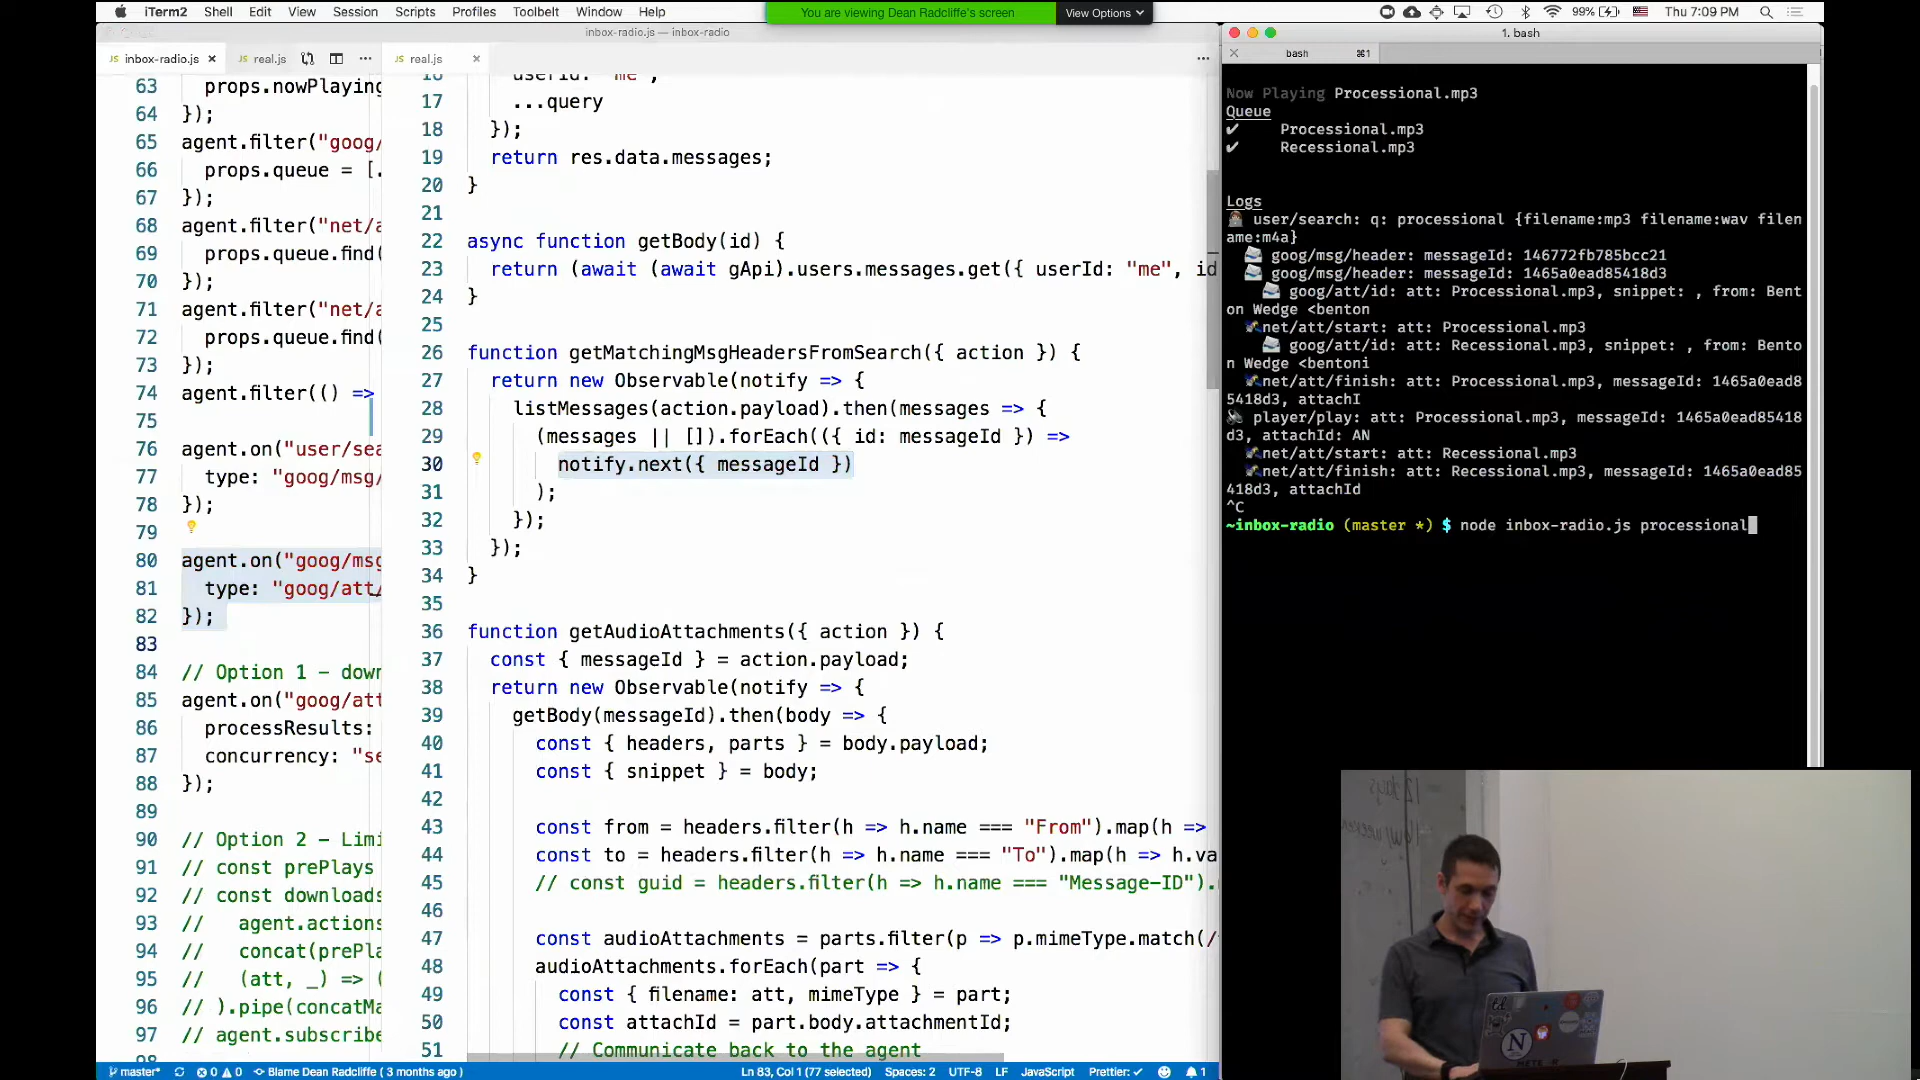 iTerm2 Shell Edit View Session Scripts Profiles Toolbelt Window Help
You are viewing Dean Radcliffe's screen View Options
99% Thu 7:09 PM
inbox-radio.js — inbox-radio
JS inbox-radio.js × JS real.js ···
63 props.nowPlaying
64 });
65 agent.filter("goog/
66 props.queue = [.
67 });
68 agent.filter("net/a
69 props.queue.find(
70 });
71 agent.filter("net/a
72 props.queue.find(
73 });
74 agent.filter(() =>
75
76 agent.on("user/sea
77 type: "goog/msg/
78 });
79
80 agent.on("goog/msg
81 type: "goog/att/
82 });
83
84 // Option 1 – down
85 agent.on("goog/att
86 processResults:
87 concurrency: "se
88 });
89
90 // Option 2 – Limi
91 // const prePlays
92 // const downloads
93 // agent.actions
94 // concat(prePla
95 // (att, _) => (
96 // ).pipe(concatMa
97 // agent.subscribe
98
JS real.js × ···
16 userId: "me",
17 ...query
18 });
19 return res.data.messages;
20 }
21
22 async function getBody(id) {
23 return (await (await gApi).users.messages.get({ userId: "me", id
24 }
25
26 function getMatchingMsgHeadersFromSearch({ action }) {
27 return new Observable(notify => {
28 listMessages(action.payload).then(messages => {
29 (messages || []).forEach(({ id: messageId }) =>
30 notify.next({ messageId })
31 );
32 });
33 });
34 }
35
36 function getAudioAttachments({ action }) {
37 const { messageId } = action.payload;
38 return new Observable(notify => {
39 getBody(messageId).then(body => {
40 const { headers, parts } = body.payload;
41 const { snippet } = body;
42
43 const from = headers.filter(h => h.name === "From").map(h =>
44 const to = headers.filter(h => h.name === "To").map(h => h.va
45 // const guid = headers.filter(h => h.name === "Message-ID").
46
47 const audioAttachments = parts.filter(p => p.mimeType.match(/
48 audioAttachments.forEach(part => {
49 const { filename: att, mimeType } = part;
50 const attachId = part.body.attachmentId;
51 // Communicate back to the agent
master* 0 0 Blame Dean Radcliffe ( 3 months ago ) Ln 83, Col 1 (77 selected) Spaces: 2 UTF-8 LF JavaScript Prettier: ✓ 1
1. bash
× bash ⌘1
Now Playing Processional.mp3
Queue
✔ Processional.mp3
✔ Recessional.mp3
Logs
user/search: q: processional {filename:mp3 filename:wav filen
ame:m4a}
goog/msg/header: messageId: 146772fb785bcc21
goog/msg/header: messageId: 1465a0ead85418d3
goog/att/id: att: Processional.mp3, snippet: , from: Bent
on Wedge <benton
net/att/start: att: Processional.mp3
goog/att/id: att: Recessional.mp3, snippet: , from: Bento
n Wedge <bentoni
net/att/finish: att: Processional.mp3, messageId: 1465a0ead8
5418d3, attachI
player/play: att: Processional.mp3, messageId: 1465a0ead85418
d3, attachId: AN
net/att/start: att: Recessional.mp3
net/att/finish: att: Recessional.mp3, messageId: 1465a0ead85
418d3, attachId
^C
~inbox-radio (master *) $ node inbox-radio.js processional
12 days
N